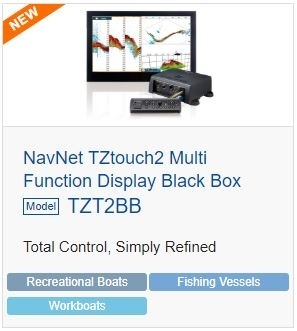 NEW
NavNet TZtouch2 Multi
Function Display Black Box
Model TZT2BB
Total Control, Simply Refined
Recreational Boats Fishing Vessels
Workboats